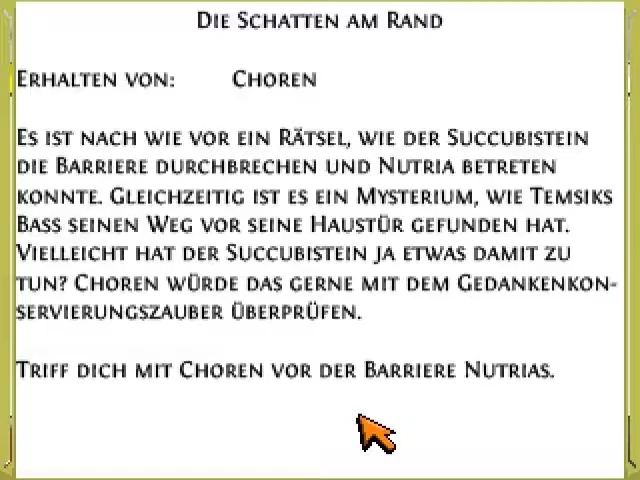 Die Schatten am Rand
Erhalten von: Choren
Es ist nach wie vor ein Rätsel, wie der Succubistein
die Barriere durchbrechen und Nutria betreten
konnte. Gleichzeitig ist es ein Mysterium, wie Temsiks
Bass seinen Weg vor seine Haustür gefunden hat.
Vielleicht hat der Succubistein ja etwas damit zu
tun? Choren würde das gerne mit dem Gedankenkon-
servierungszauber überprüfen.
Triff dich mit Choren vor der Barriere Nutrias.